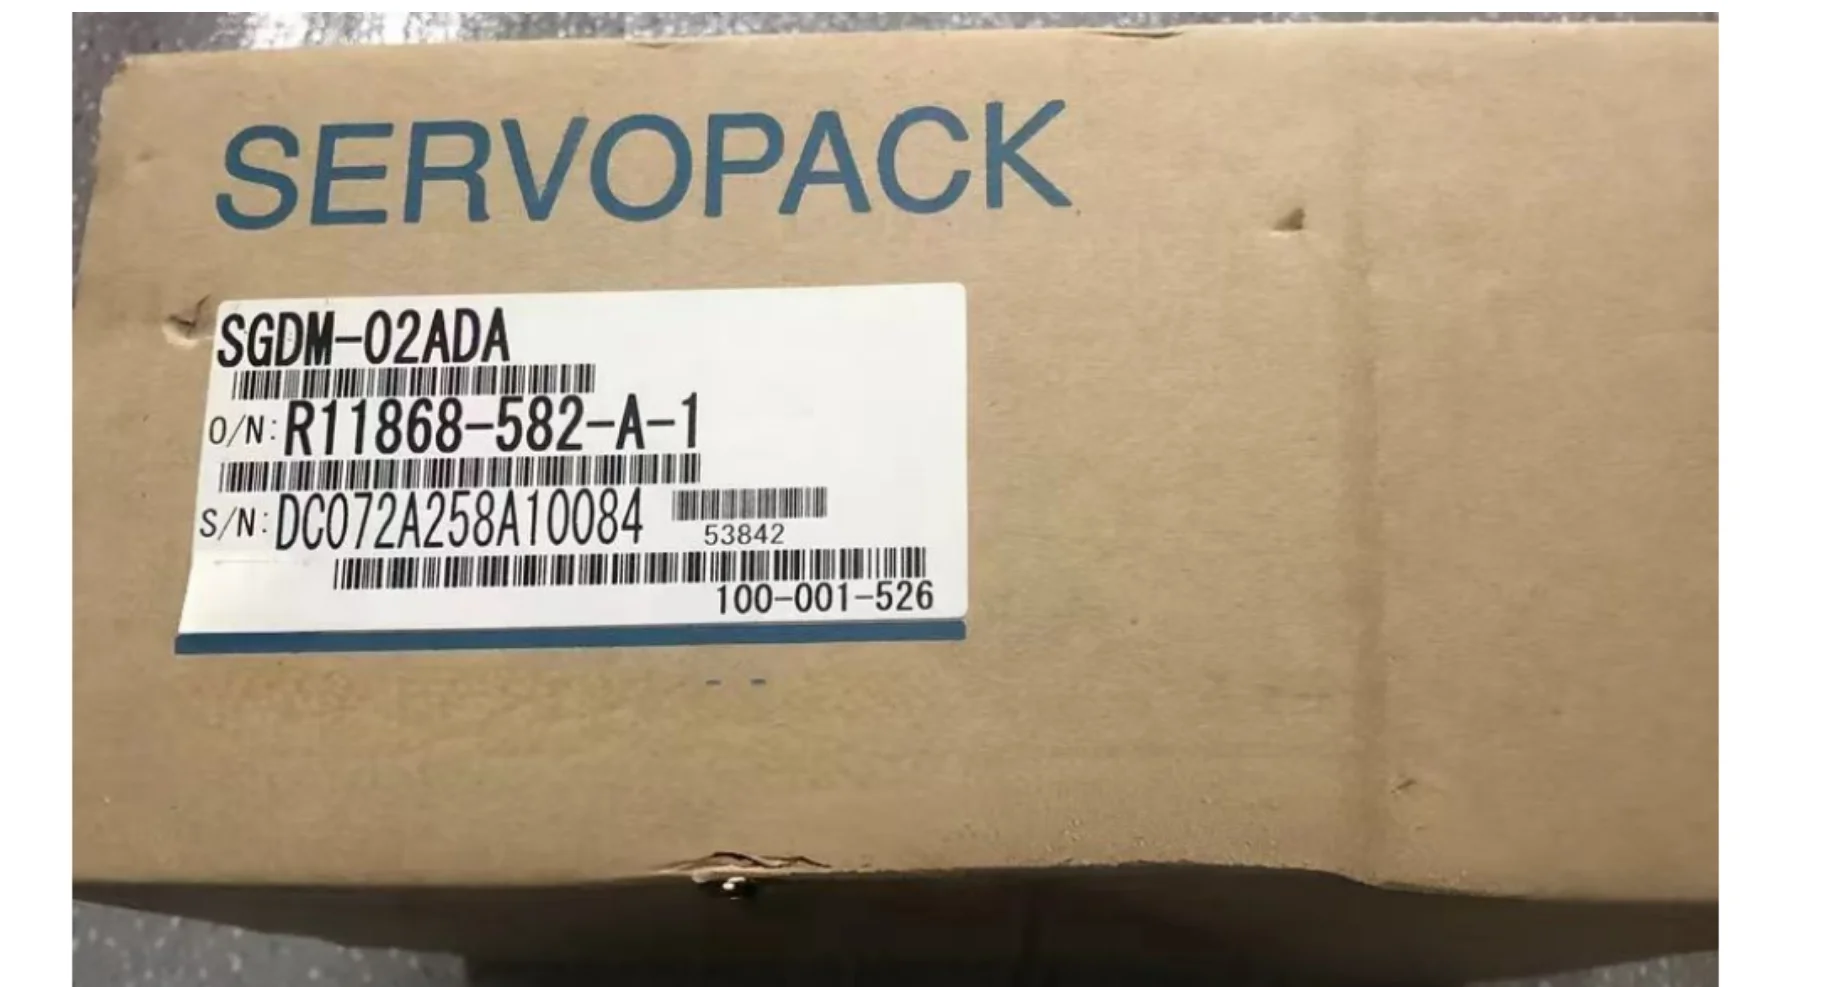 SERVOPACK
SGDM-02ADA
O/N: R11868-582-A-1
S/N: DC072A258A10084
53842
100-001-526